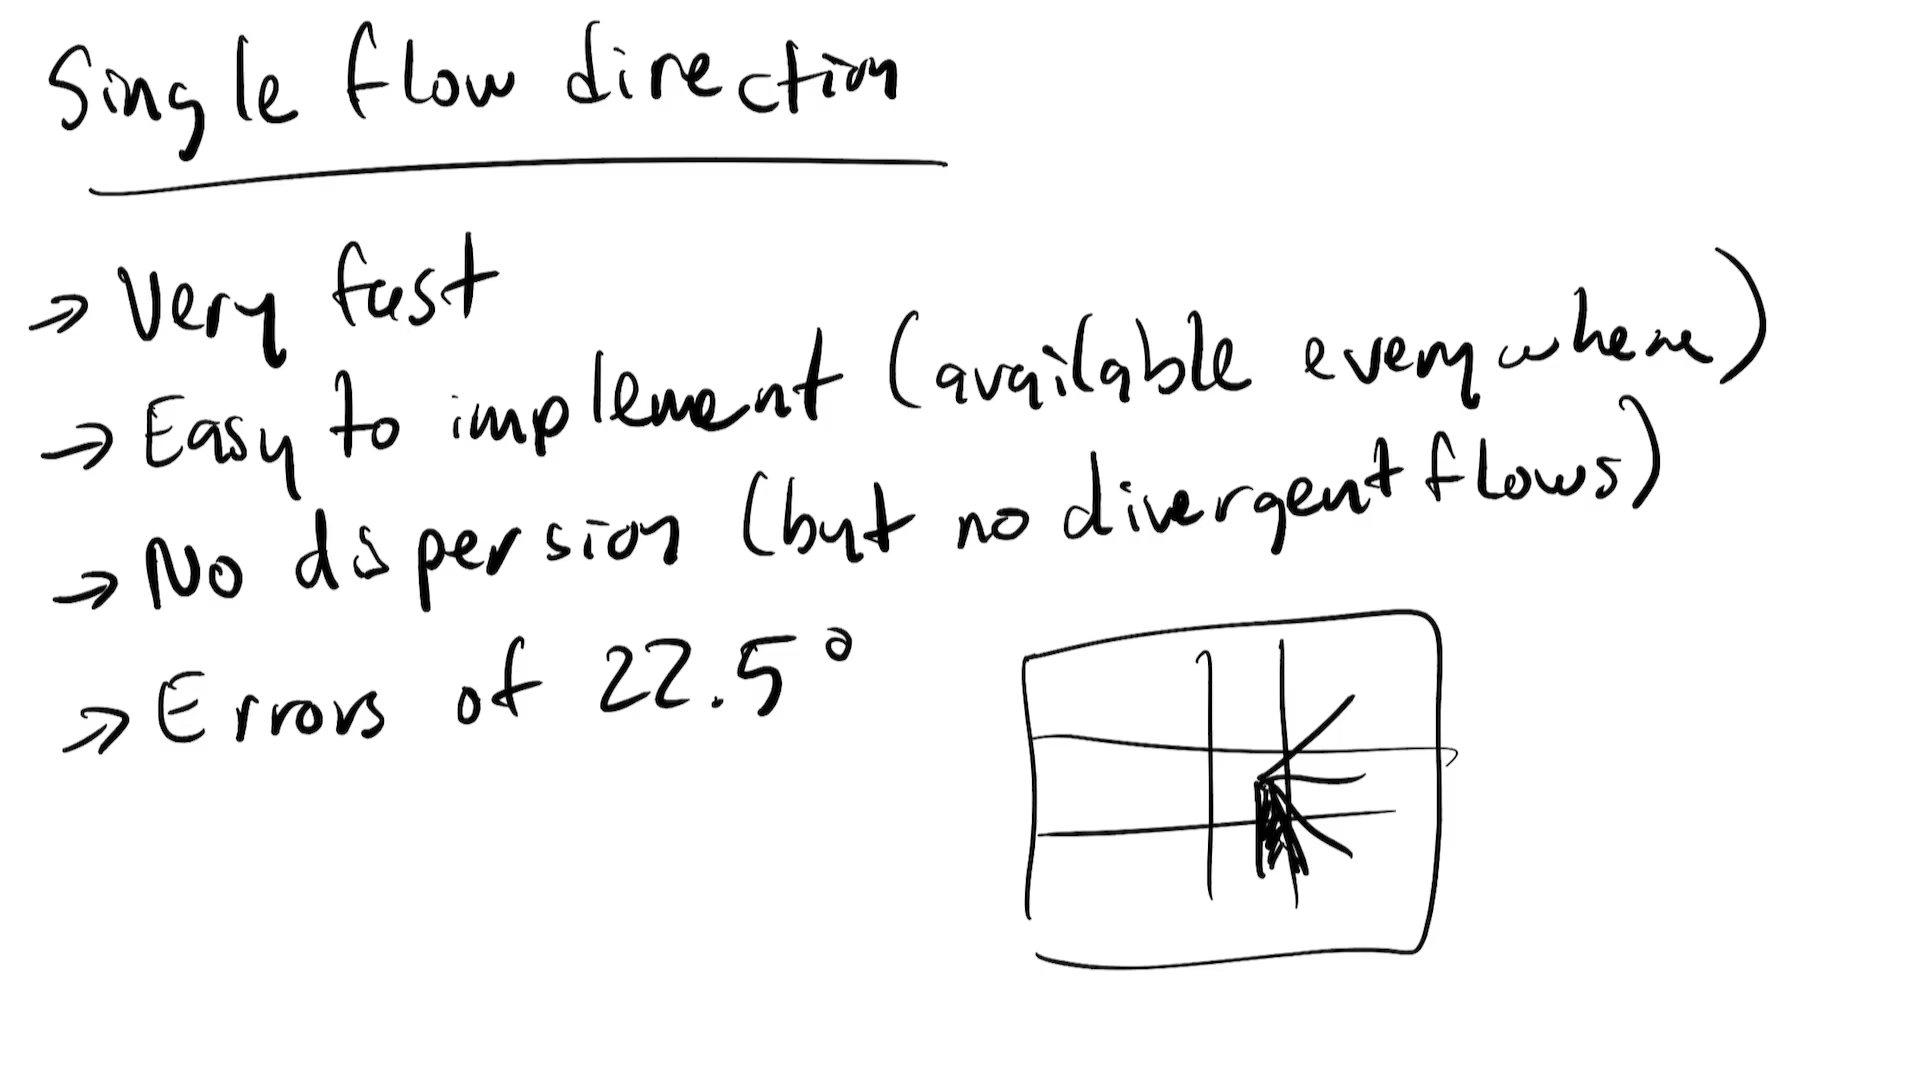 Single flow direction
→ Very fast
→ Easy to implement (available everywhere)
→ No dispersion (but no divergent flows)
→ Errors of 22.5°